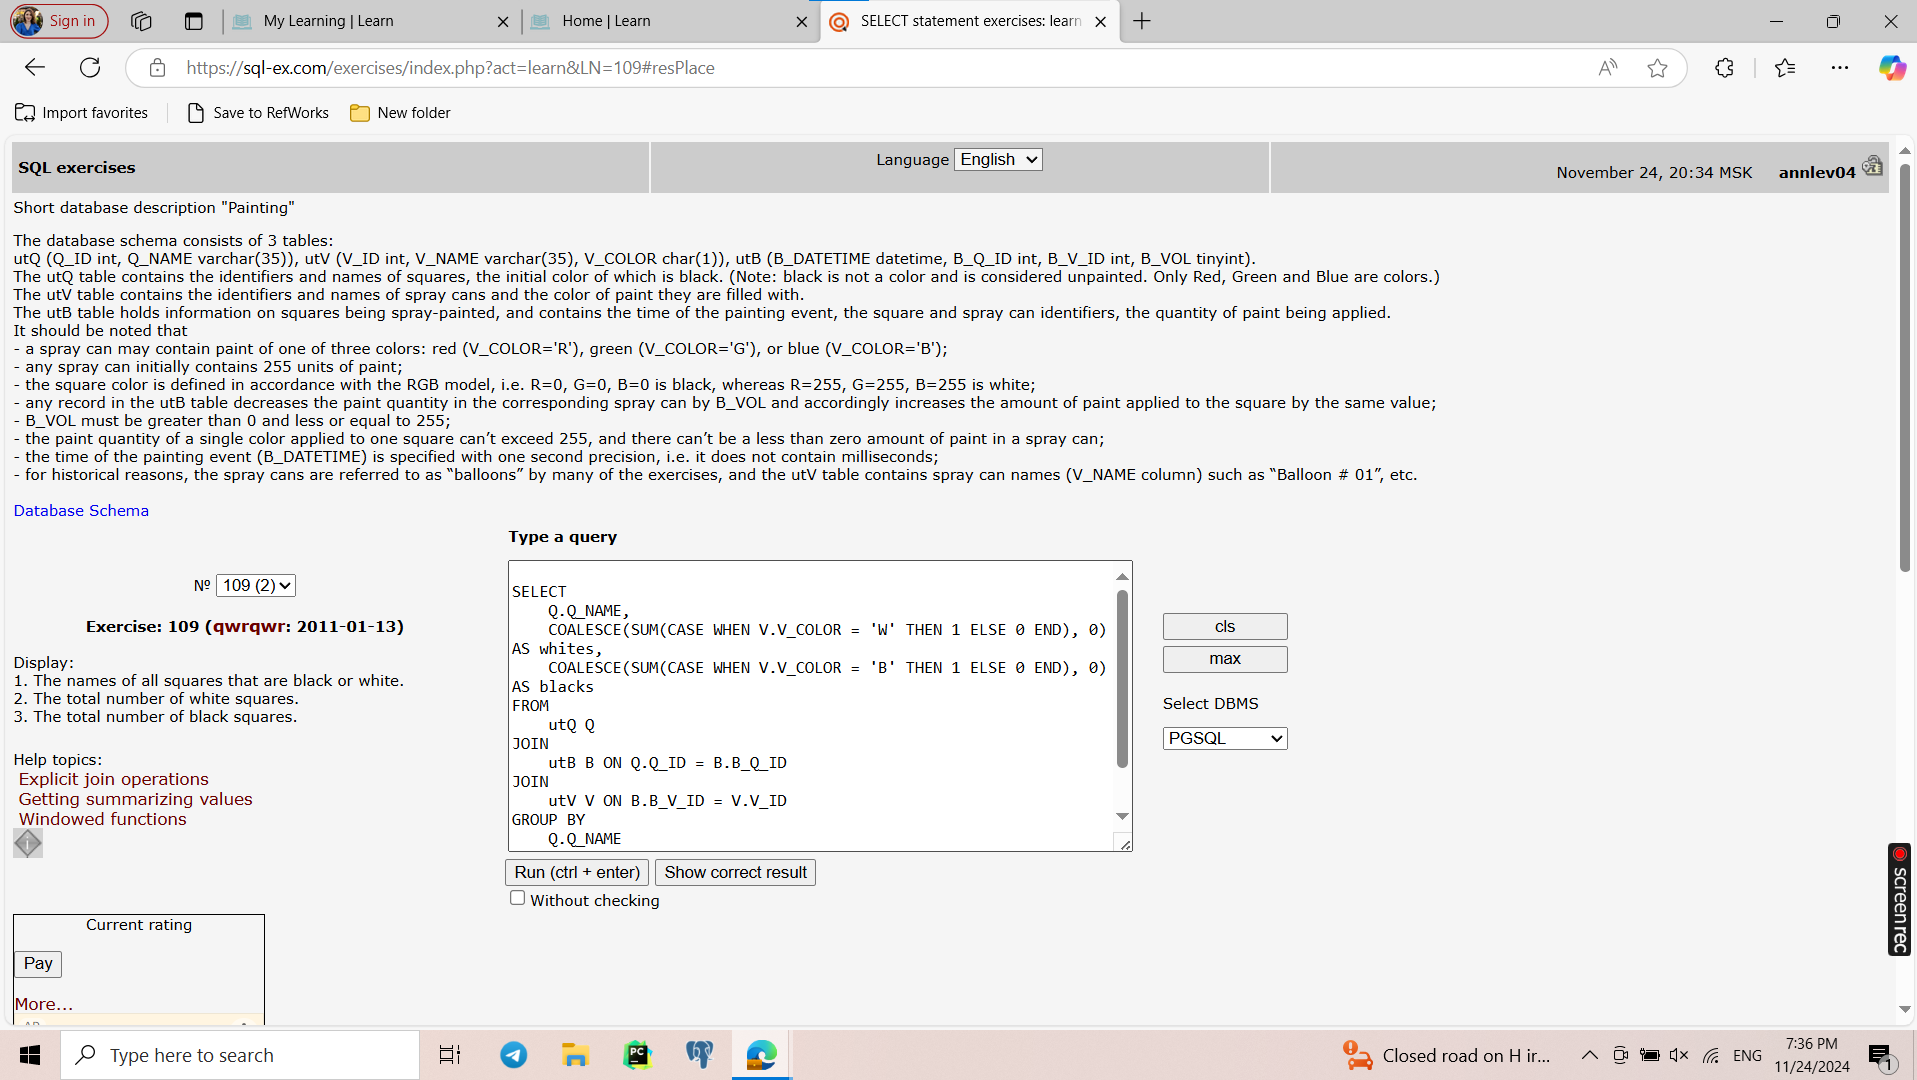 Sign in
My Learning | Learn
Home | Learn
SELECT statement exercises: learn
https://sql-ex.com/exercises/index.php?act=learn&LN=109#resPlace
Import favorites
Save to RefWorks
New folder
SQL exercises
Language English
November 24, 20:34 MSK annlev04
Short database description "Painting"
The database schema consists of 3 tables:
utQ (Q_ID int, Q_NAME varchar(35)), utV (V_ID int, V_NAME varchar(35), V_COLOR char(1)), utB (B_DATETIME datetime, B_Q_ID int, B_V_ID int, B_VOL tinyint).
The utQ table contains the identifiers and names of squares, the initial color of which is black. (Note: black is not a color and is considered unpainted. Only Red, Green and Blue are colors.)
The utV table contains the identifiers and names of spray cans and the color of paint they are filled with.
The utB table holds information on squares being spray-painted, and contains the time of the painting event, the square and spray can identifiers, the quantity of paint being applied.
It should be noted that
- a spray can may contain paint of one of three colors: red (V_COLOR='R'), green (V_COLOR='G'), or blue (V_COLOR='B');
- any spray can initially contains 255 units of paint;
- the square color is defined in accordance with the RGB model, i.e. R=0, G=0, B=0 is black, whereas R=255, G=255, B=255 is white;
- any record in the utB table decreases the paint quantity in the corresponding spray can by B_VOL and accordingly increases the amount of paint applied to the square by the same value;
- B_VOL must be greater than 0 and less or equal to 255;
- the paint quantity of a single color applied to one square can’t exceed 255, and there can’t be a less than zero amount of paint in a spray can;
- the time of the painting event (B_DATETIME) is specified with one second precision, i.e. it does not contain milliseconds;
- for historical reasons, the spray cans are referred to as “balloons” by many of the exercises, and the utV table contains spray can names (V_NAME column) such as “Balloon # 01”, etc.
Database Schema
Type a query
№ 109 (2)
Exercise: 109 (qwrqwr: 2011-01-13)
Display:
1. The names of all squares that are black or white.
2. The total number of white squares.
3. The total number of black squares.
Help topics:
Explicit join operations
Getting summarizing values
Windowed functions
SELECT
Q.Q_NAME,
COALESCE(SUM(CASE WHEN V.V_COLOR = 'W' THEN 1 ELSE 0 END), 0)
AS whites,
COALESCE(SUM(CASE WHEN V.V_COLOR = 'B' THEN 1 ELSE 0 END), 0)
AS blacks
FROM
utQ Q
JOIN
utB B ON Q.Q_ID = B.B_Q_ID
JOIN
utV V ON B.B_V_ID = V.V_ID
GROUP BY
Q.Q_NAME
cls
max
Select DBMS
PGSQL
Run (ctrl + enter)
Show correct result
Without checking
Current rating
Pay
More...
screenrec
Type here to search
PC
Closed road on H ir...
ENG
7:36 PM
11/24/2024
1